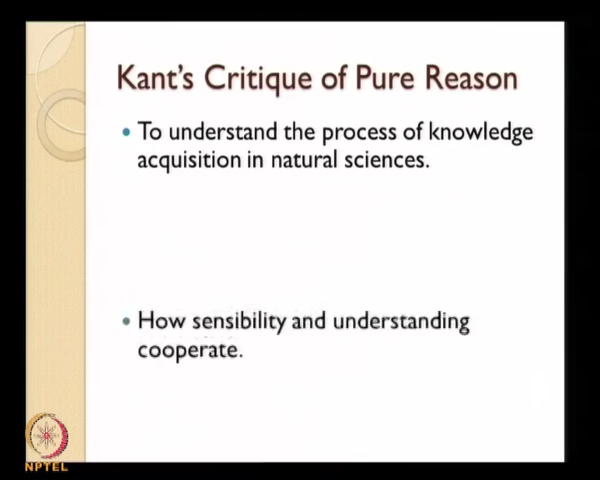 Kant's Critique of Pure Reason
• To understand the process of knowledge
acquisition in natural sciences.
• How sensibility and understanding
cooperate.
NPTEL